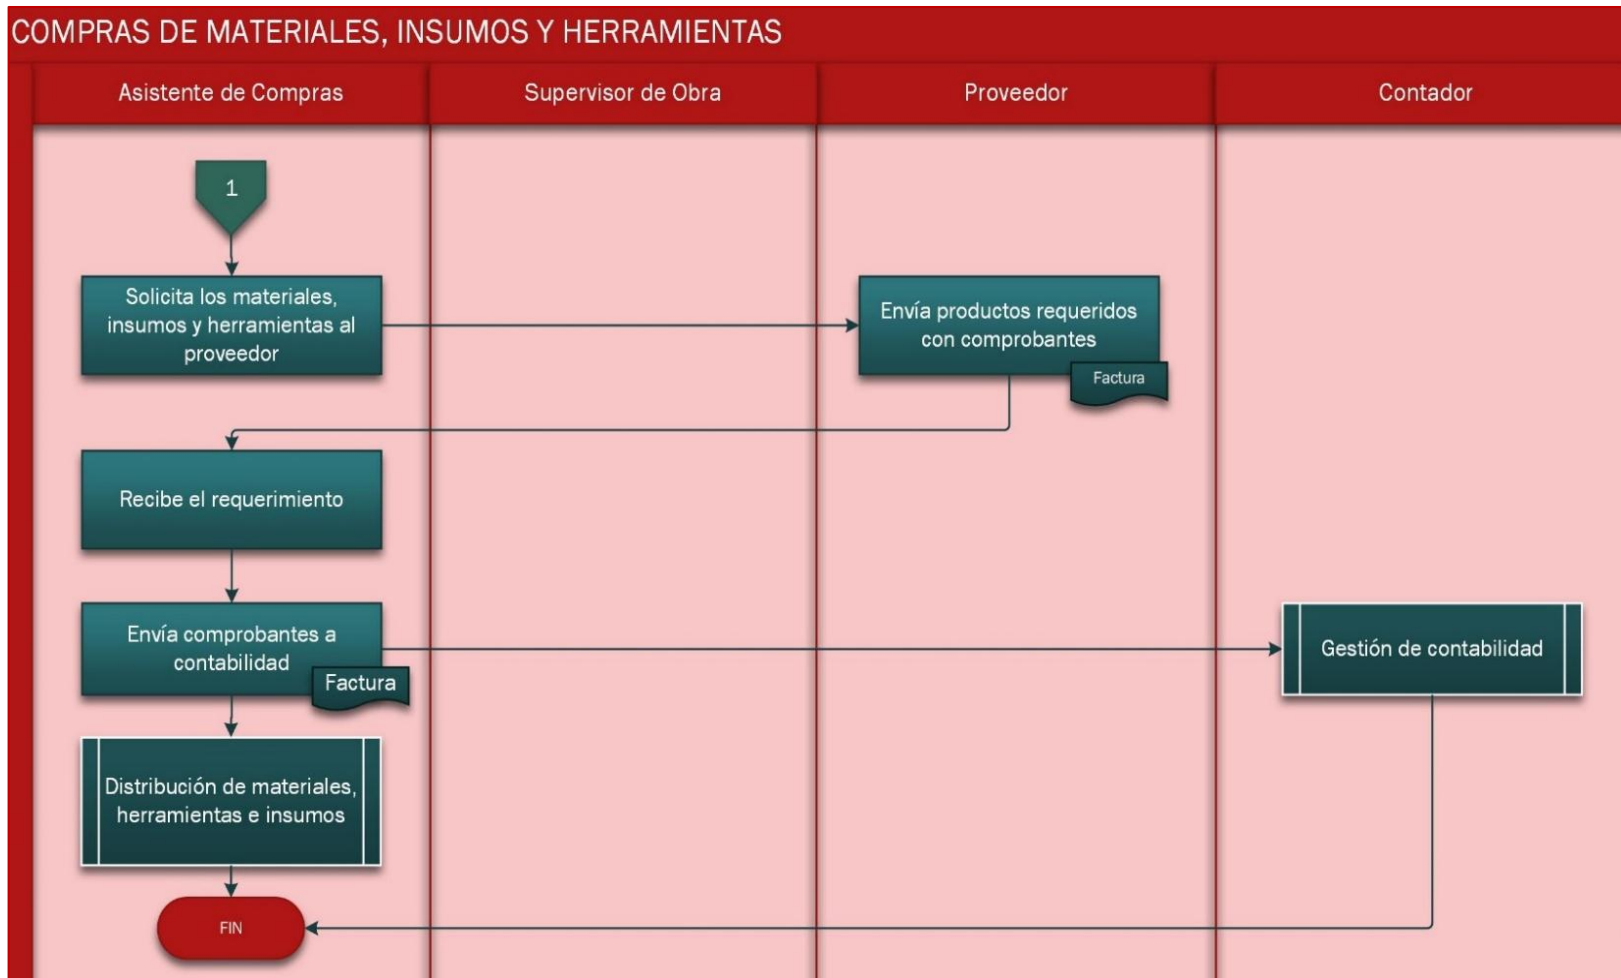 COMPRAS DE MATERIALES, INSUMOS Y HERRAMIENTAS
Asistente de Compras
Supervisor de Obra
Proveedor
Contador
1
Solicita los materiales,
insumos y herramientas al
proveedor
Envía productos requeridos
con comprobantes
Factura
Recibe el requerimiento
Envía comprobantes a
contabilidad
Factura
Gestión de contabilidad
Distribución de materiales,
herramientas e insumos
FIN